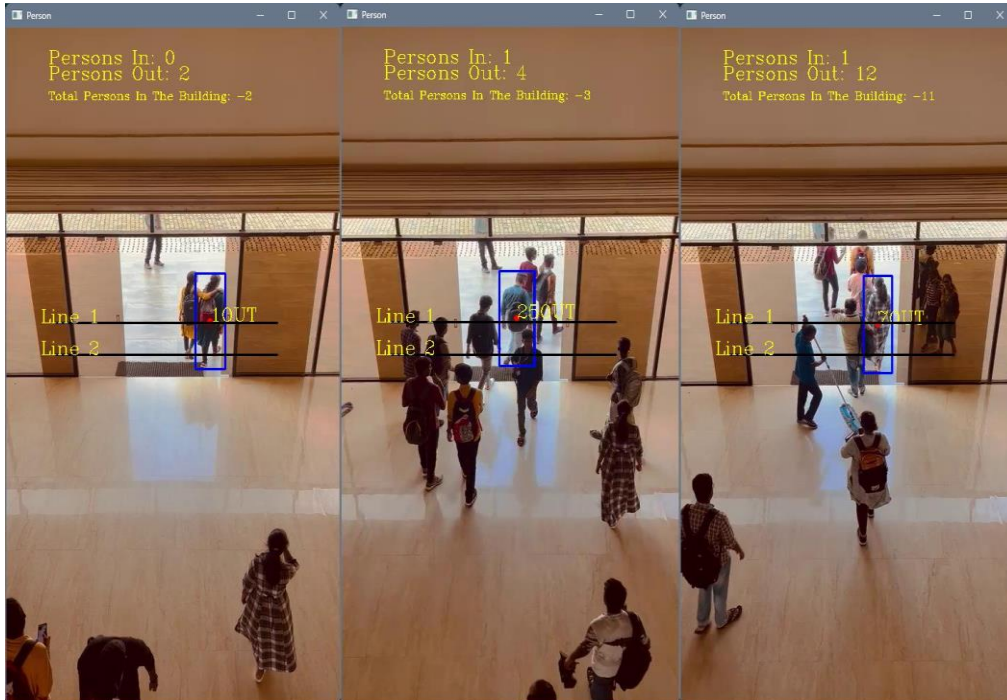 Person
Persons In: 0
Persons Out: 2
Total Persons In The Building: -2
1OUT
Line 1
Line 2
Person
Persons In: 1
Persons Out: 4
Total Persons In The Building: -3
25OUT
Line 1
Line 2
Person
Persons In: 1
Persons Out: 12
Total Persons In The Building: -11
Line 1
Line 2